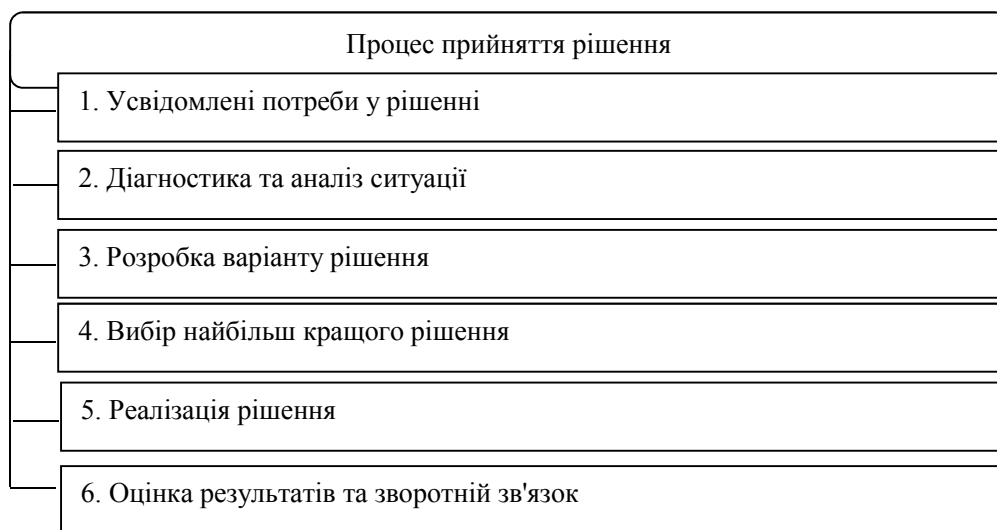 Процес прийняття рішення
1. Усвідомлені потреби у рішенні
2. Діагностика та аналіз ситуації
3. Розробка варіанту рішення
4. Вибір найбільш кращого рішення
5. Реалізація рішення
6. Оцінка результатів та зворотній зв'язок